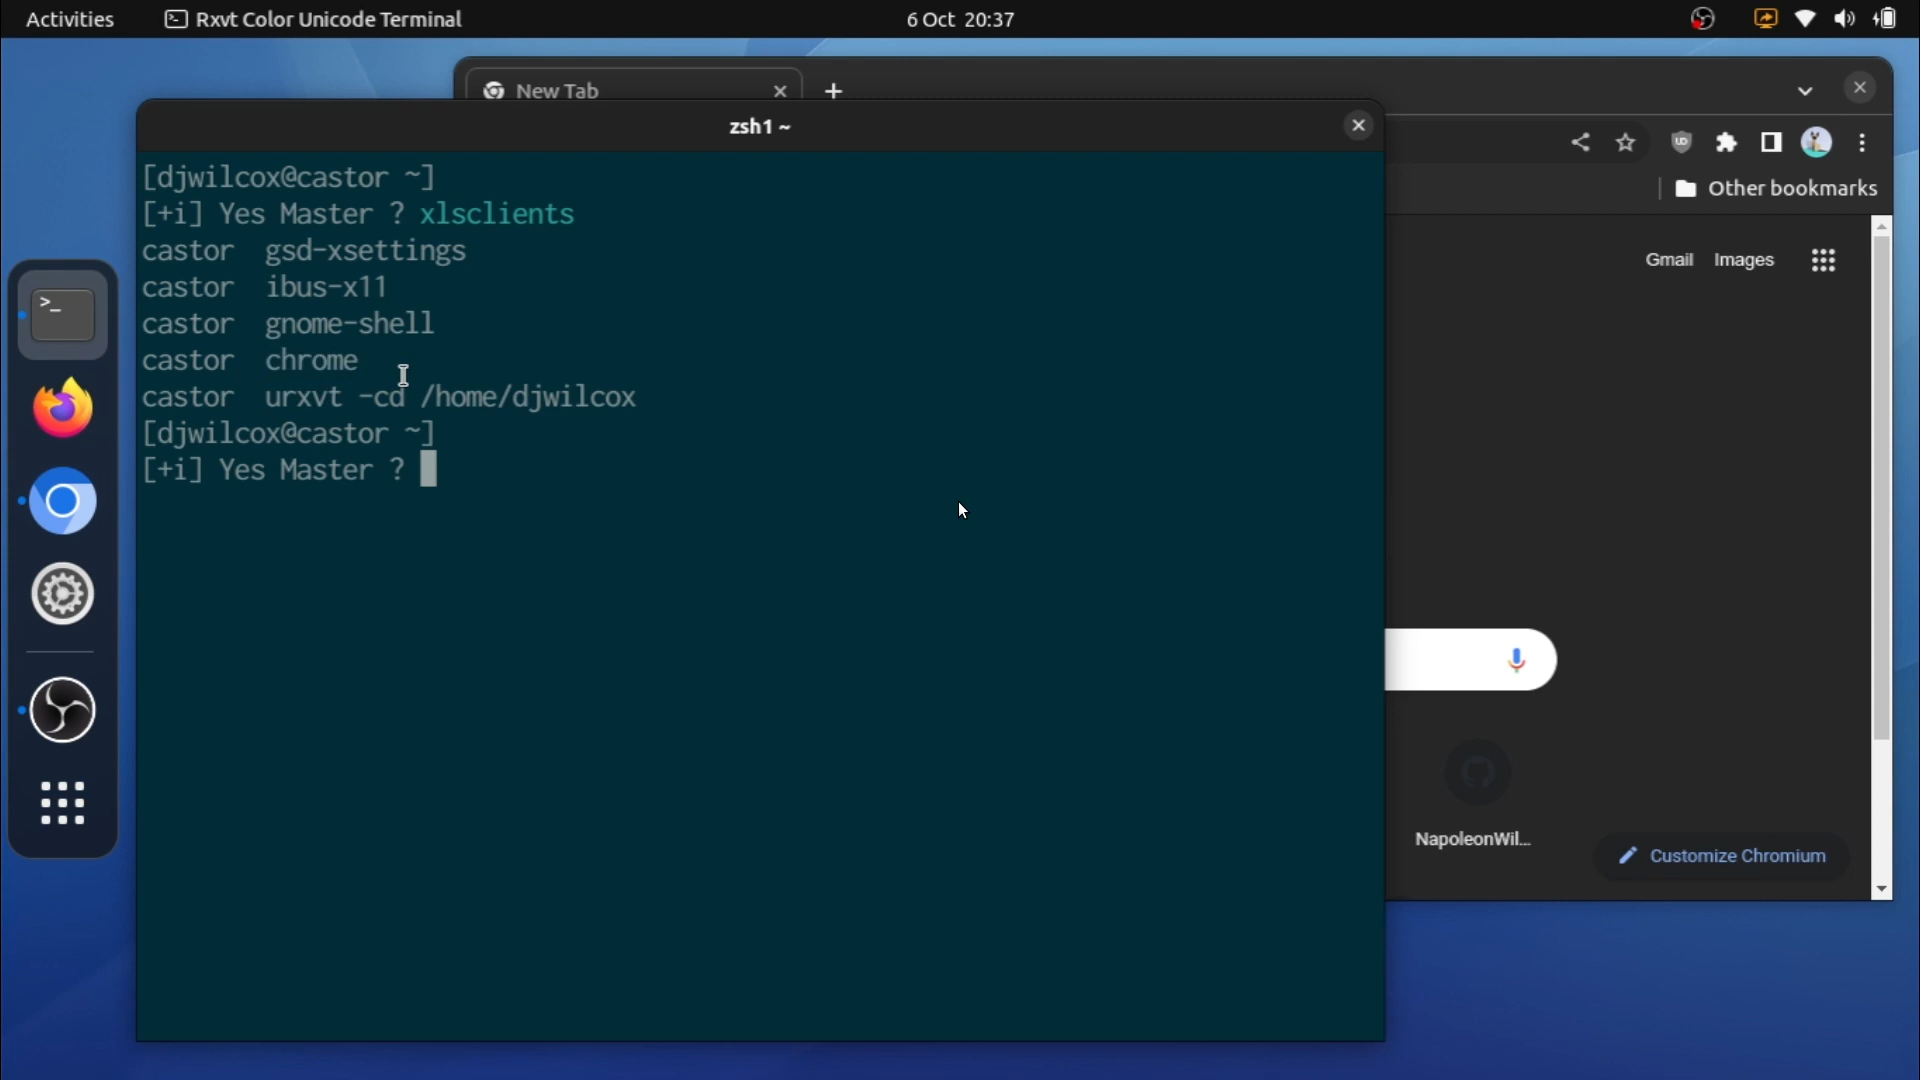 Activities
Rxvt Color Unicode Terminal
6 Oct 20:37
New Tab
zsh1 ~
Other bookmarks
[djwilcox@castor ~]
[+i] Yes Master ? xlsclients
castor  gsd-xsettings
castor  ibus-x11
castor  gnome-shell
castor  chrome
castor  urxvt -cd /home/djwilcox
[djwilcox@castor ~]
[+i] Yes Master ?
Gmail
Images
NapoleonWil...
Customize Chromium